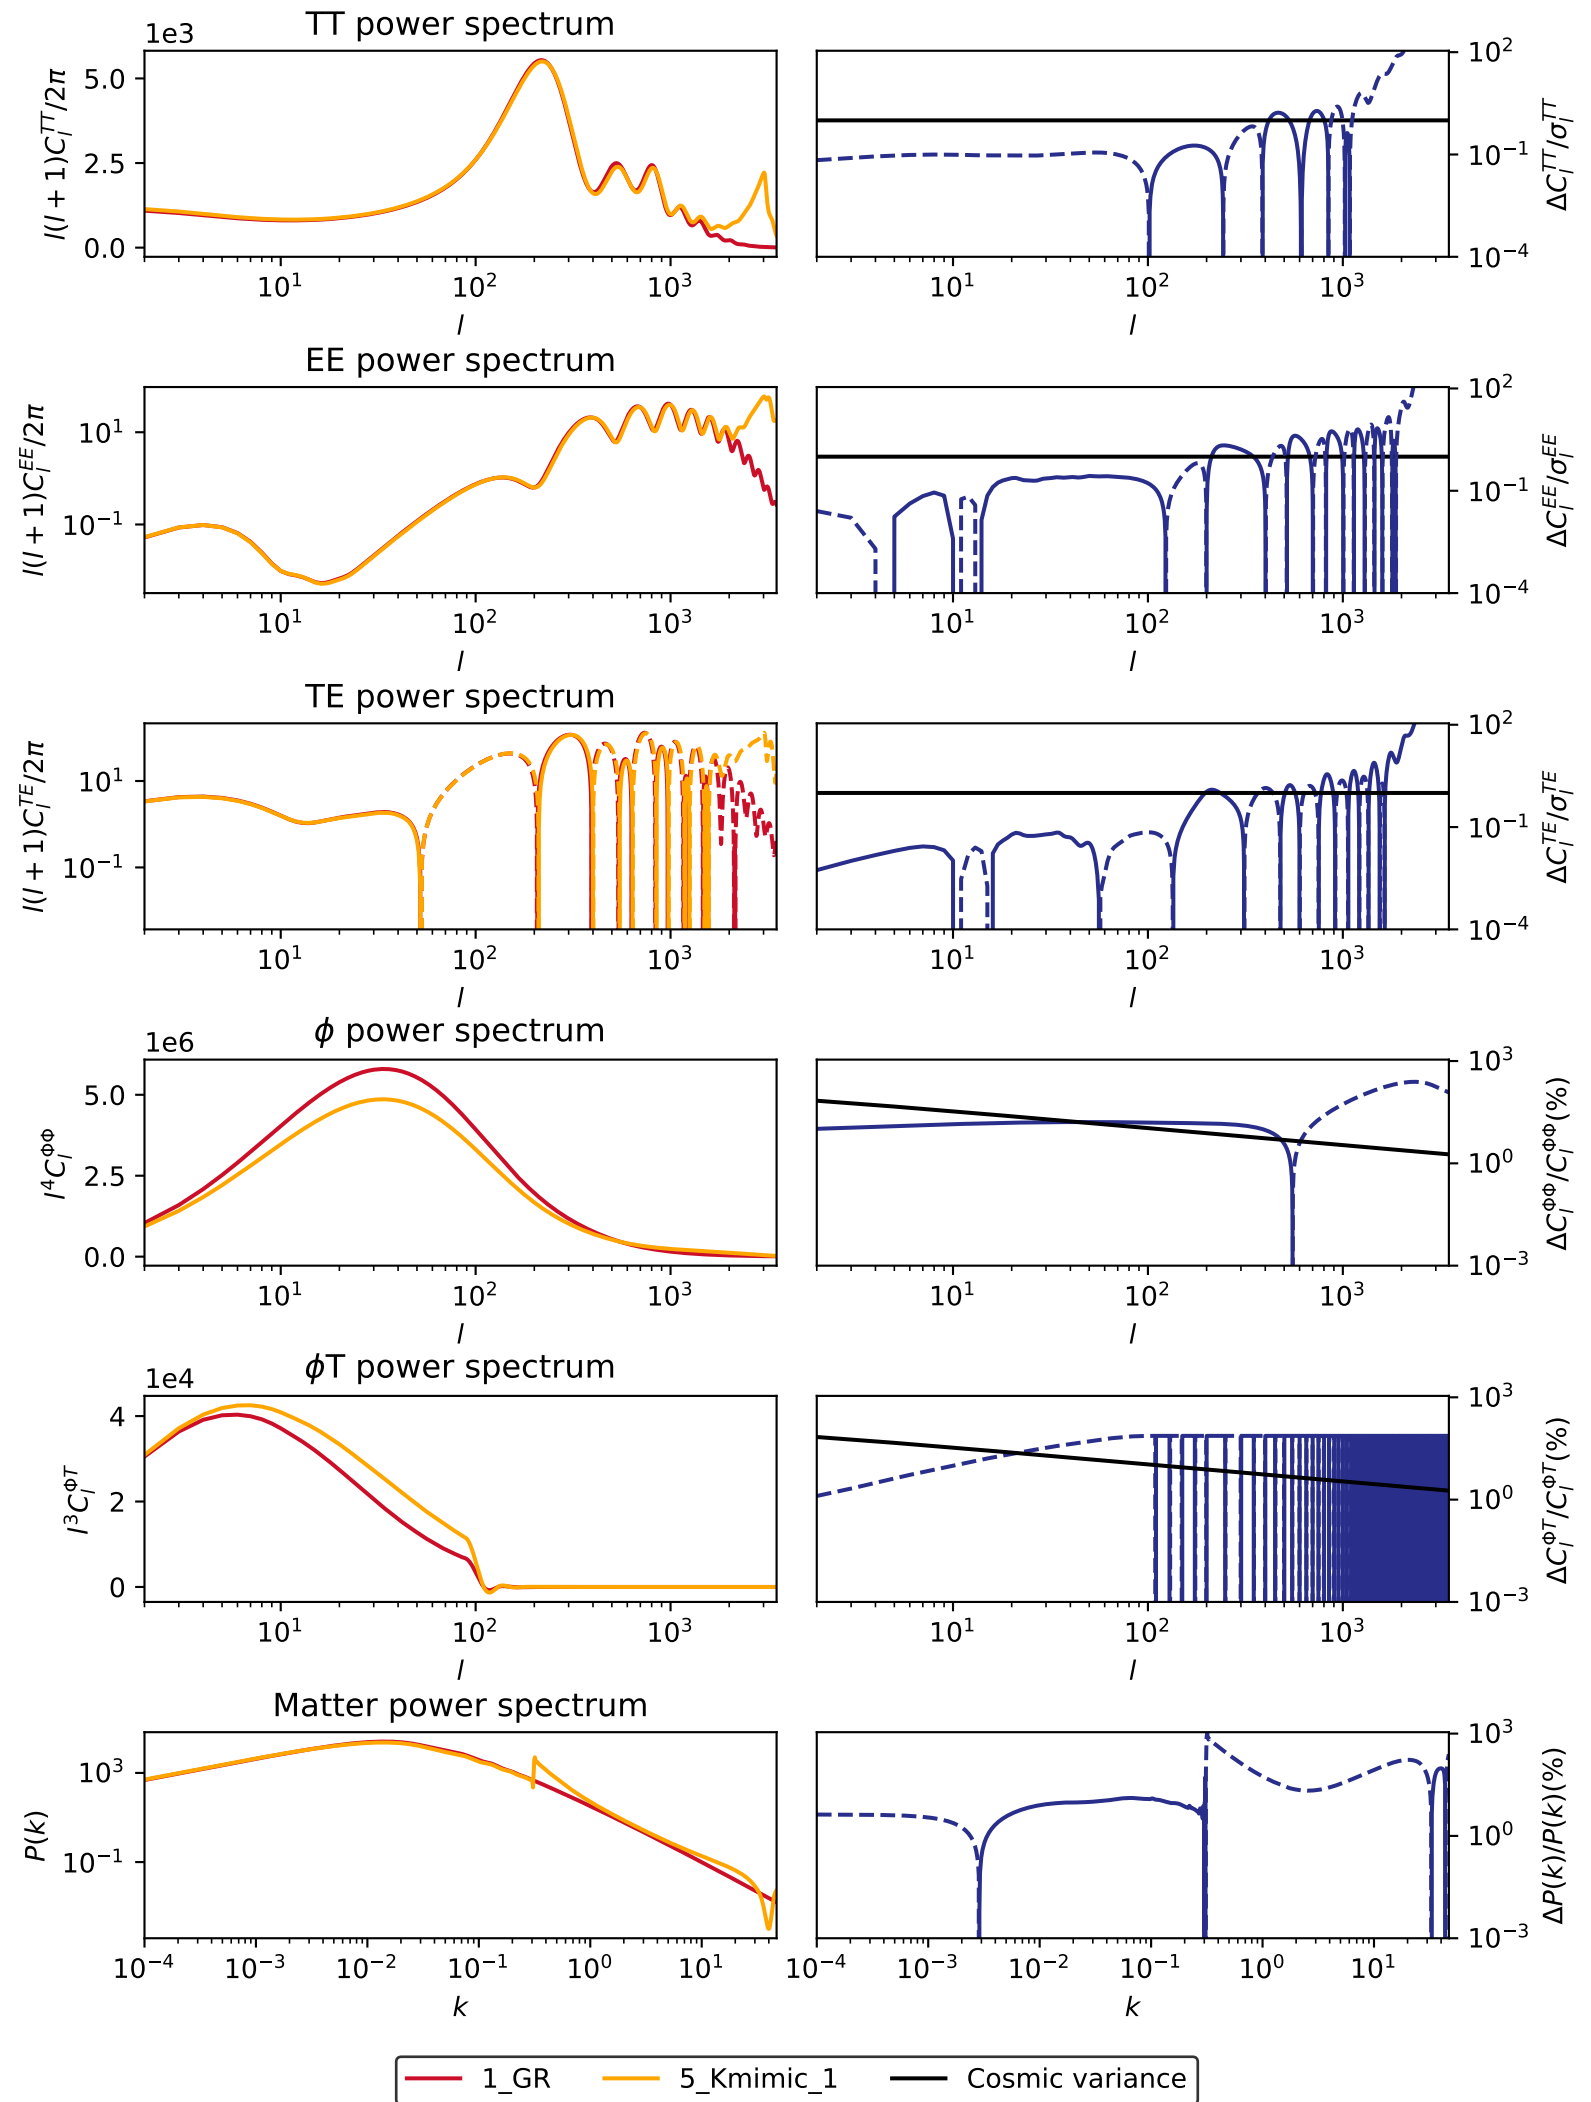 TT power spectrum
1e3
l(l + 1)C_l^{TT}/2π
5.0
2.5
0.0
10^1 10^2 10^3
l
10^2
10^{-1}
10^{-4}
ΔC_l^{TT}/σ_l^{TT}
10^1 10^2 10^3
l
EE power spectrum
l(l + 1)C_l^{EE}/2π
10^1
10^{-1}
10^1 10^2 10^3
l
10^2
10^{-1}
10^{-4}
ΔC_l^{EE}/σ_l^{EE}
10^1 10^2 10^3
l
TE power spectrum
l(l + 1)C_l^{TE}/2π
10^1
10^{-1}
10^1 10^2 10^3
l
10^2
10^{-1}
10^{-4}
ΔC_l^{TE}/σ_l^{TE}
10^1 10^2 10^3
l
ϕ power spectrum
1e6
l^4C_l^{ΦΦ}
5.0
2.5
0.0
10^1 10^2 10^3
l
10^3
10^0
10^{-3}
ΔC_l^{ΦΦ}/C_l^{ΦΦ}(%)
10^1 10^2 10^3
l
ϕT power spectrum
1e4
l^3C_l^{ΦT}
4
2
0
10^1 10^2 10^3
l
10^3
10^0
10^{-3}
ΔC_l^{ΦT}/C_l^{ΦT}(%)
10^1 10^2 10^3
l
Matter power spectrum
P(k)
10^3
10^{-1}
10^{-4} 10^{-3} 10^{-2} 10^{-1} 10^0 10^1
k
10^3
10^0
10^{-3}
ΔP(k)/P(k)(%)
10^{-4} 10^{-3} 10^{-2} 10^{-1} 10^0 10^1
k
1_GR 5_Kmimic_1 Cosmic variance